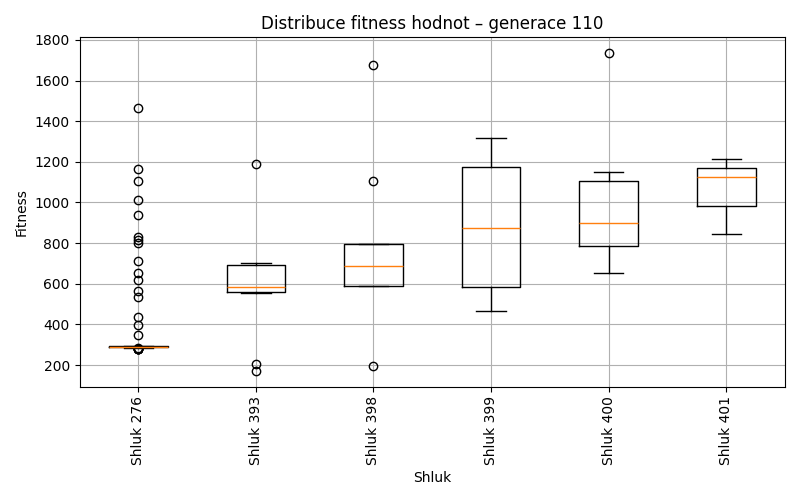 Distribuce fitness hodnot – generace 110
Fitness
1800
1600
1400
1200
1000
800
600
400
200
Shluk 276
Shluk 393
Shluk 398
Shluk 399
Shluk 400
Shluk 401
Shluk